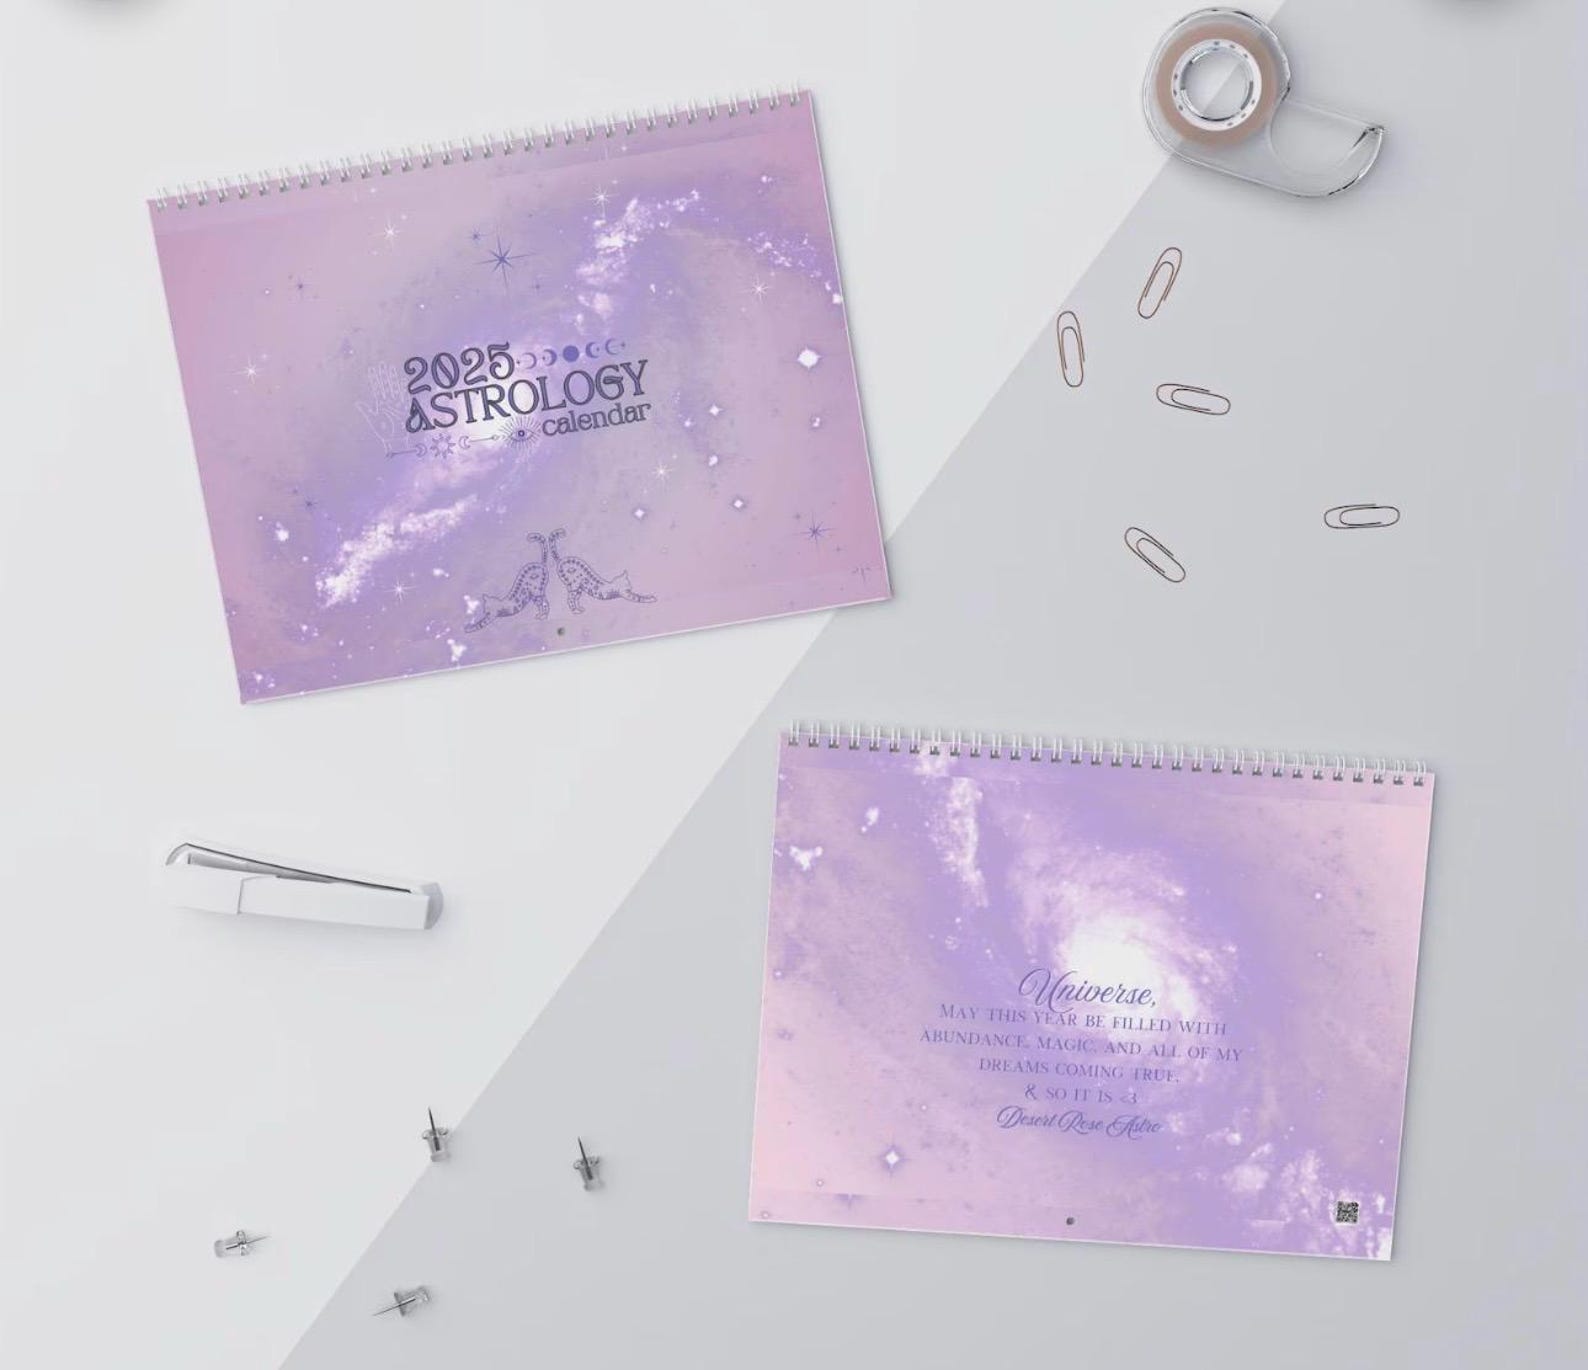 2025
ASTROLOGY
calendar
Universe,
MAY THIS YEAR BE FILLED WITH
ABUNDANCE, MAGIC, AND ALL OF MY
DREAMS COMING TRUE,
& SO IT IS <3
Desert Rose Astro